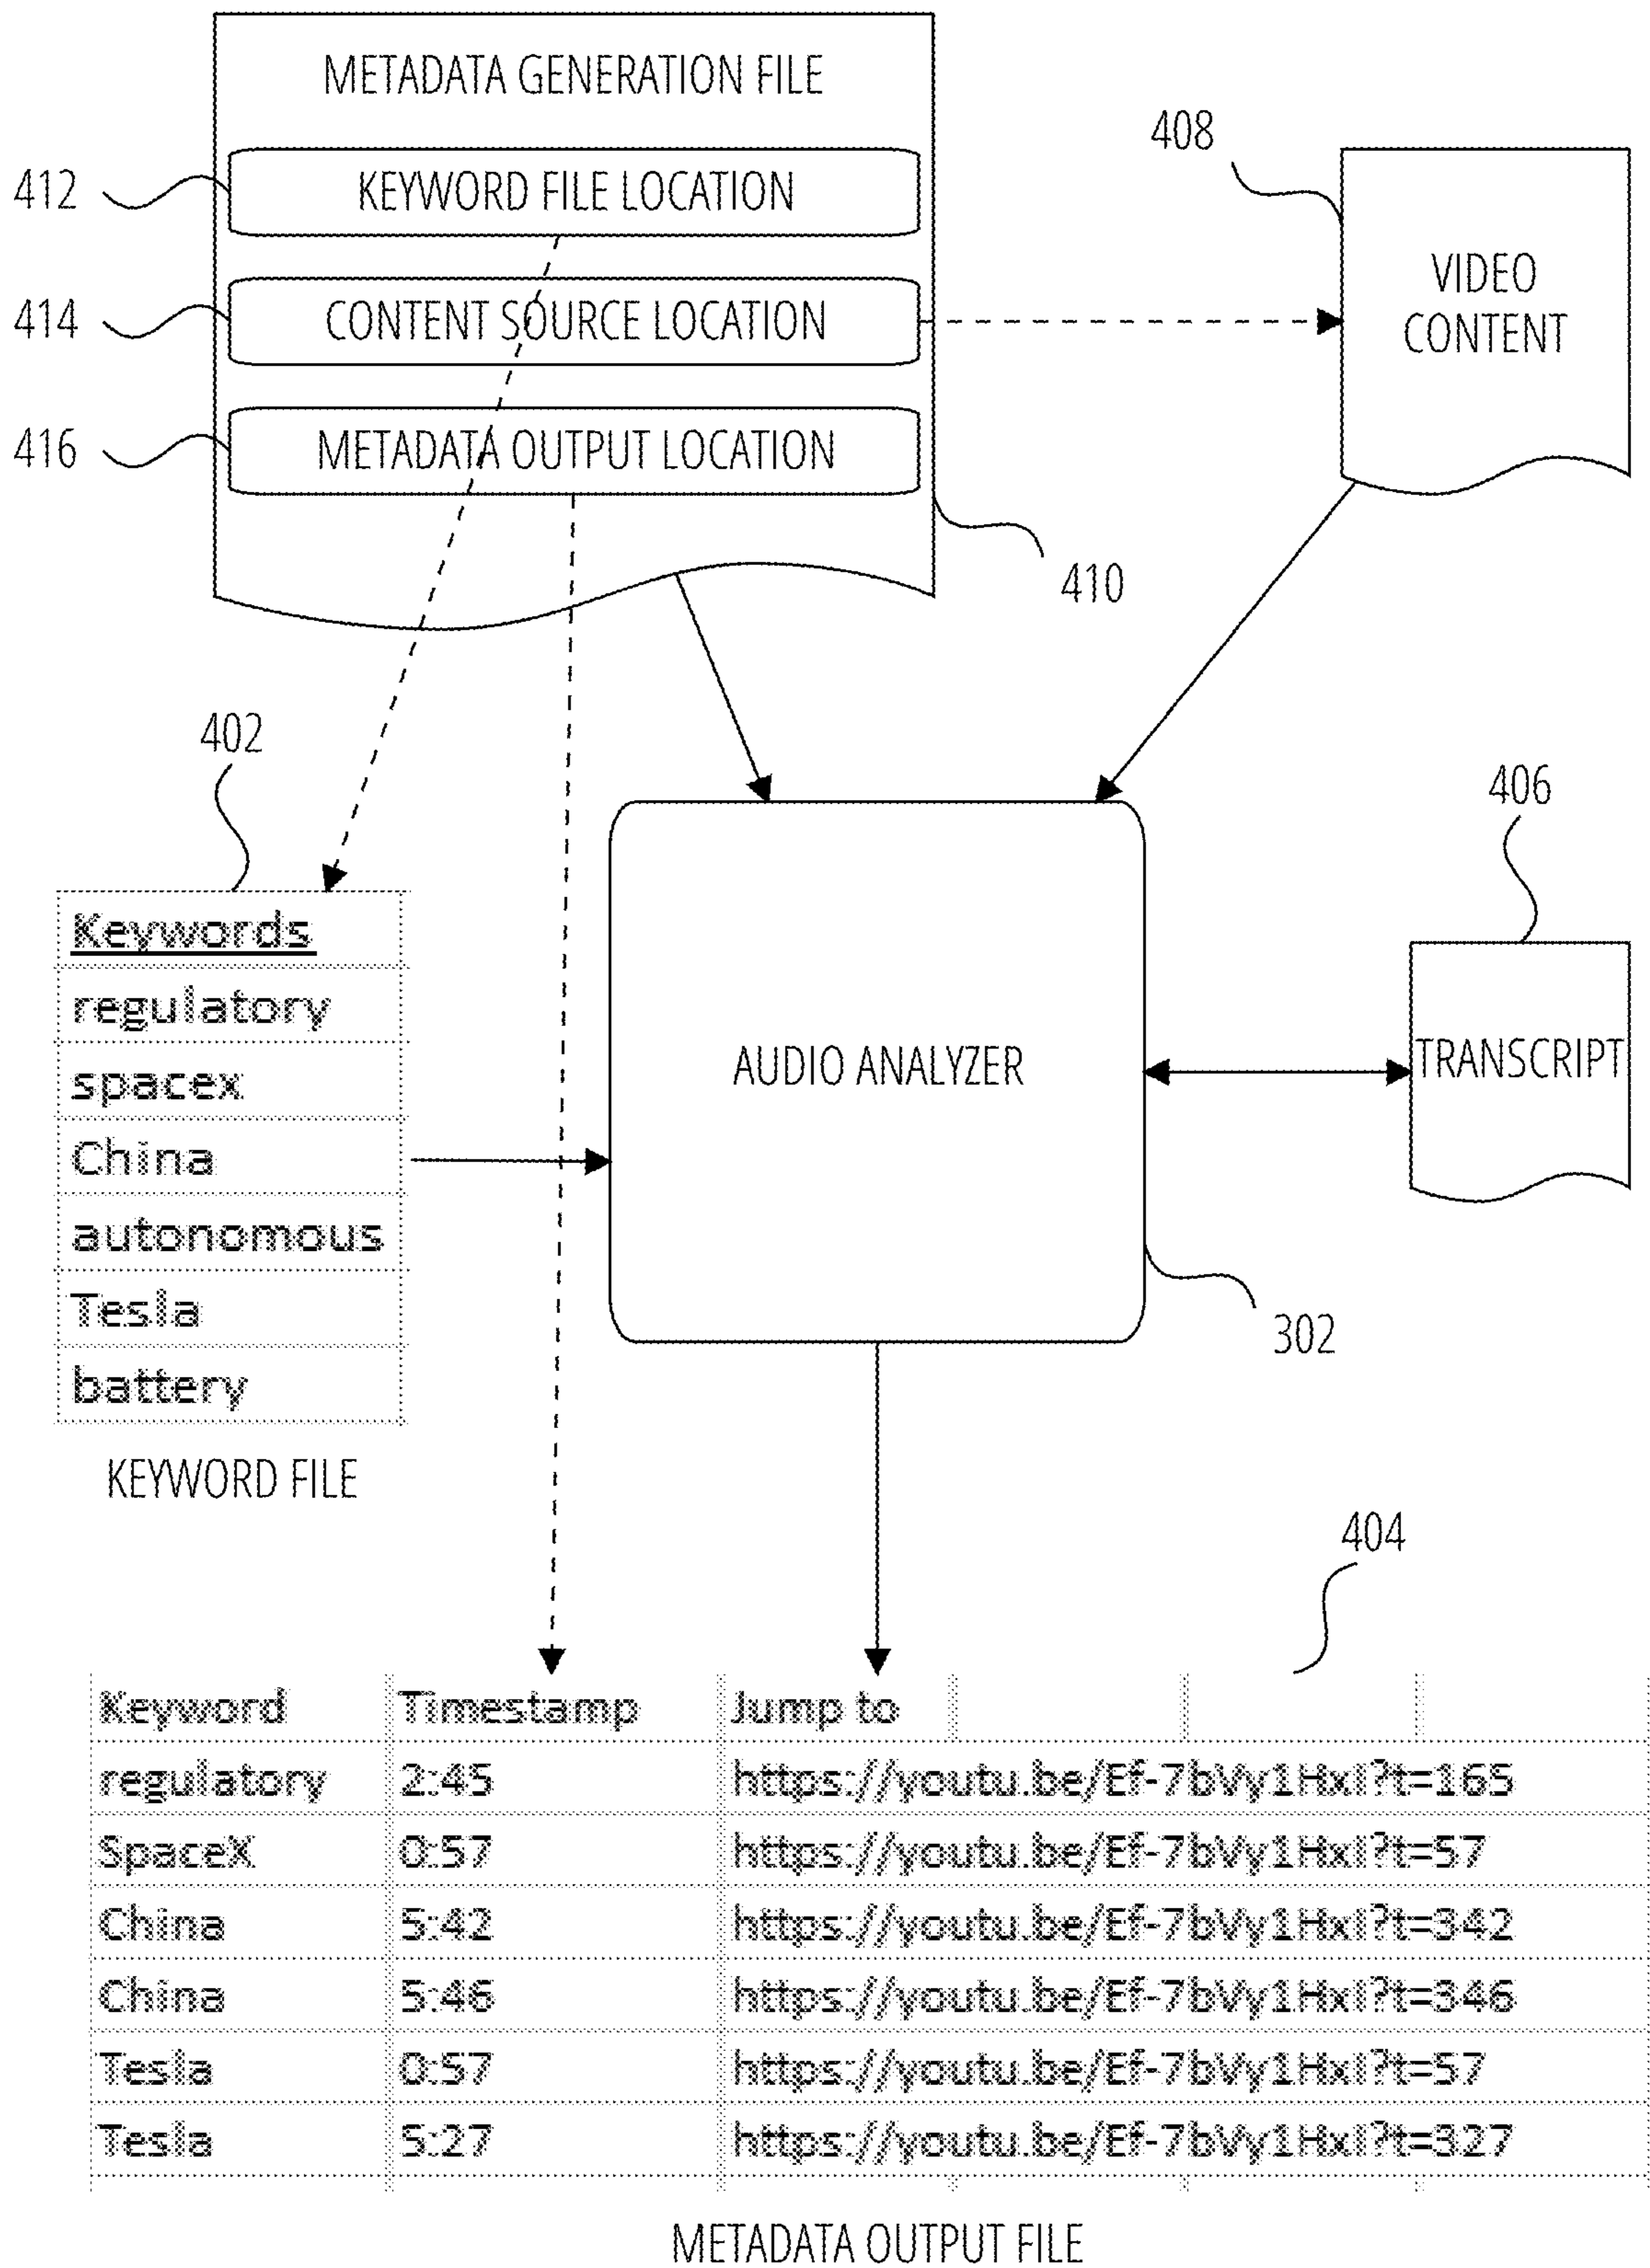 METADATA GENERATION FILE
408
412
KEYWORD FILE LOCATION
VIDEO
CONTENT
414
CONTENT SOURCE LOCATION
416
METADATA OUTPUT LOCATION
410
402
406
Keywords
regulatory
spacex
China
autonomous
Tesla
battery
AUDIO ANALYZER
TRANSCRIPT
302
KEYWORD FILE
404
Keyword Timestamp Jump to
regulatory 2:45 https://youtu.be/Ef-7bVy1HxI?t=165
SpaceX 0:57 https://youtu.be/Ef-7bVy1HxI?t=57
China 5:42 https://youtu.be/Ef-7bVy1HxI?t=342
China 5:46 https://youtu.be/Ef-7bVy1HxI?t=346
Tesla 0:57 https://youtu.be/Ef-7bVy1HxI?t=57
Tesla 5:27 https://youtu.be/Ef-7bVy1HxI?t=327
METADATA OUTPUT FILE